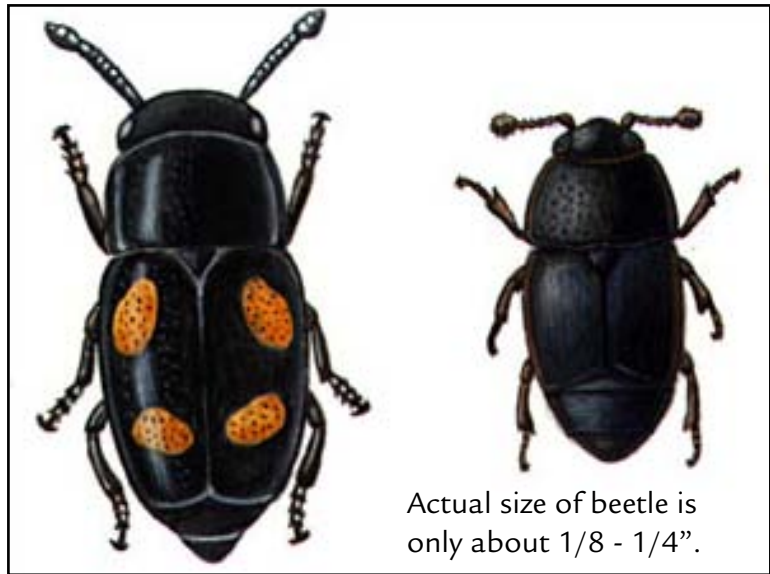 Actual size of beetle is
only about 1/8 - 1/4”.